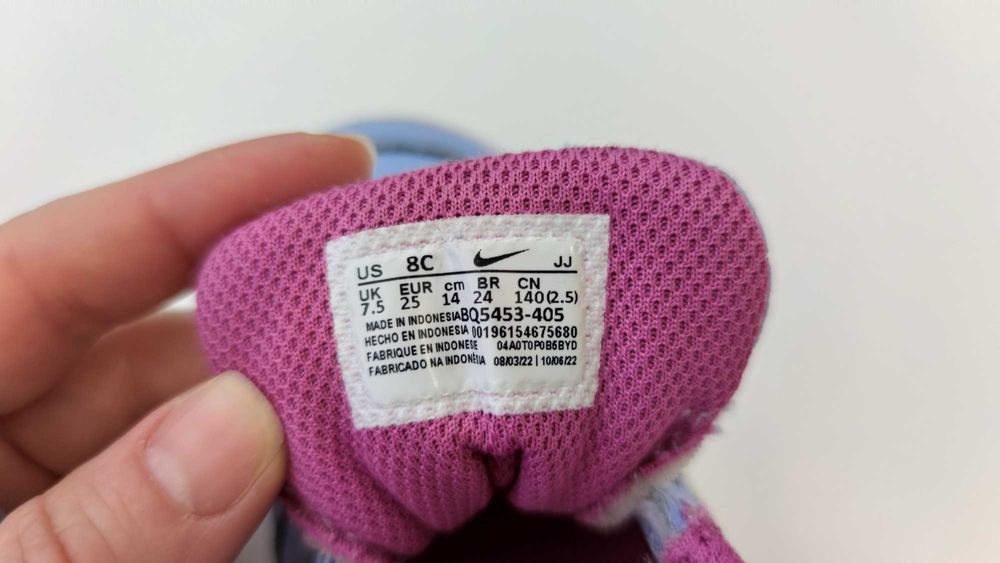 US 8C JJ
UK EUR cm BR CN
7.5 25 14 24 140(2.5)
MADE IN INDONESIA BQ5453-405
HECHO EN INDONESIA 00196154675680
FABRIQUE EN INDONESE 04A0T0P0B5BYD
FABRICADO NA INDONÉSIA 08/03/22 | 10/06/22